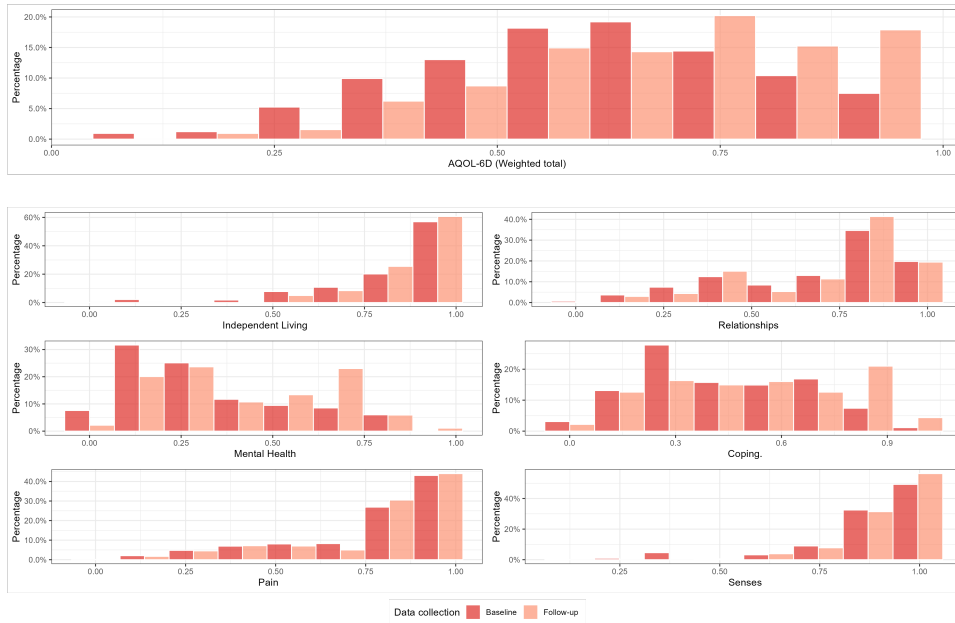 20.0%
15.0%
10.0%
5.0%
0.0%
Percentage
0.00 0.25 0.50 0.75 1.00
AQOL-6D (Weighted total)
60%
40%
20%
0%
Percentage
0.00 0.25 0.50 0.75 1.00
Independent Living
40.0%
30.0%
20.0%
10.0%
0.0%
Percentage
0.00 0.25 0.50 0.75 1.00
Relationships
30%
20%
10%
0%
Percentage
0.00 0.25 0.50 0.75 1.00
Mental Health
20%
10%
0%
Percentage
0.0 0.3 0.6 0.9
Coping.
40.0%
30.0%
20.0%
10.0%
0.0%
Percentage
0.00 0.25 0.50 0.75 1.00
Pain
40%
20%
0%
Percentage
0.25 0.50 0.75 1.00
Senses
Data collection Baseline Follow-up